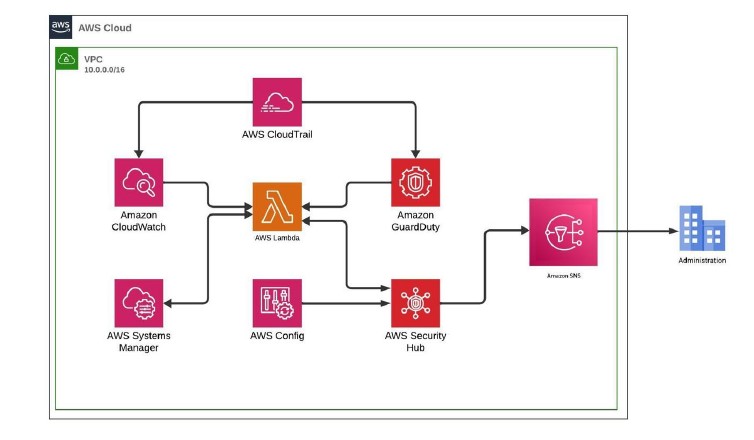 aws
AWS Cloud
VPC
10.0.0.0/16
AWS CloudTrail
Amazon
CloudWatch
AWS Lambda
Amazon
GuardDuty
Amazon SNS
Administration
AWS Systems
Manager
AWS Config
AWS Security
Hub